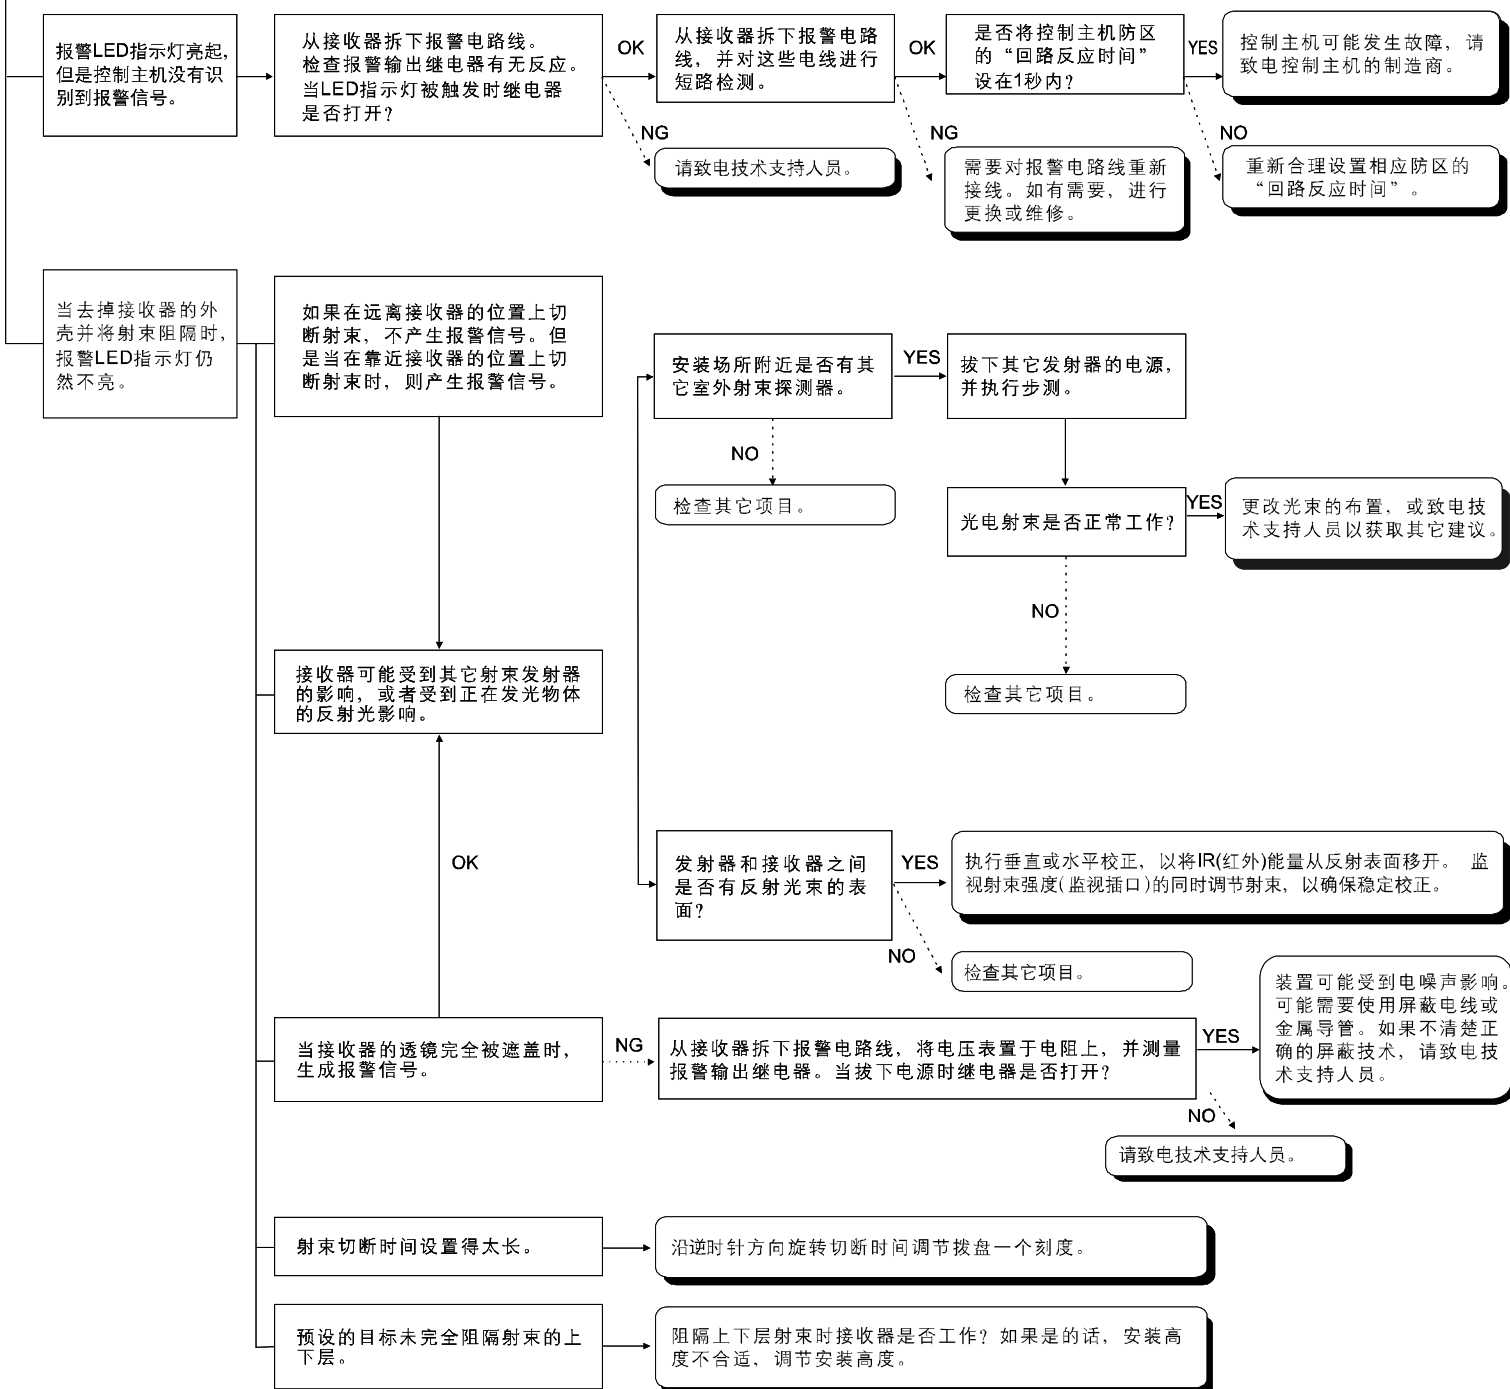 报警LED指示灯亮起，
但是控制主机没有识
别到报警信号。
从接收器拆下报警电路线。
检查报警输出继电器有无反应。
当LED指示灯被触发时继电器
是否打开？
OK
从接收器拆下报警电路
线，并对这些电线进行
短路检测。
OK
是否将控制主机防区
的“回路反应时间”
设在1秒内？
YES
控制主机可能发生故障，请
致电控制主机的制造商。
NG
请致电技术支持人员。
NG
需要对报警电路线重新
接线。如有需要，进行
更换或维修。
NO
重新合理设置相应防区的
“回路反应时间”。
当去掉接收器的外
壳并将射束阻隔时，
报警LED指示灯仍
然不亮。
如果在远离接收器的位置上切
断射束，不产生报警信号。但
是当在靠近接收器的位置上切
断射束时，则产生报警信号。
安装场所附近是否有其
它室外射束探测器。
YES
拔下其它发射器的电源，
并执行步测。
NO
检查其它项目。
光电射束是否正常工作？
YES
更改光束的布置，或致电技
术支持人员以获取其它建议。
NO
检查其它项目。
接收器可能受到其它射束发射器
的影响，或者受到正在发光物体
的反射光影响。
OK
发射器和接收器之间
是否有反射光束的表
面？
YES
执行垂直或水平校正，以将IR(红外)能量从反射表面移开。 监
视射束强度(监视插口)的同时调节射束，以确保稳定校正。
NO
检查其它项目。
当接收器的透镜完全被遮盖时，
生成报警信号。
NG
从接收器拆下报警电路线，将电压表置于电阻上，并测量
报警输出继电器。当拔下电源时继电器是否打开？
YES
装置可能受到电噪声影响。
可能需要使用屏蔽电线或
金属导管。如果不清楚正
确的屏蔽技术，请致电技
术支持人员。
NO
请致电技术支持人员。
射束切断时间设置得太长。
沿逆时针方向旋转切断时间调节拨盘一个刻度。
预设的目标未完全阻隔射束的上
下层。
阻隔上下层射束时接收器是否工作？如果是的话，安装高
度不合适，调节安装高度。